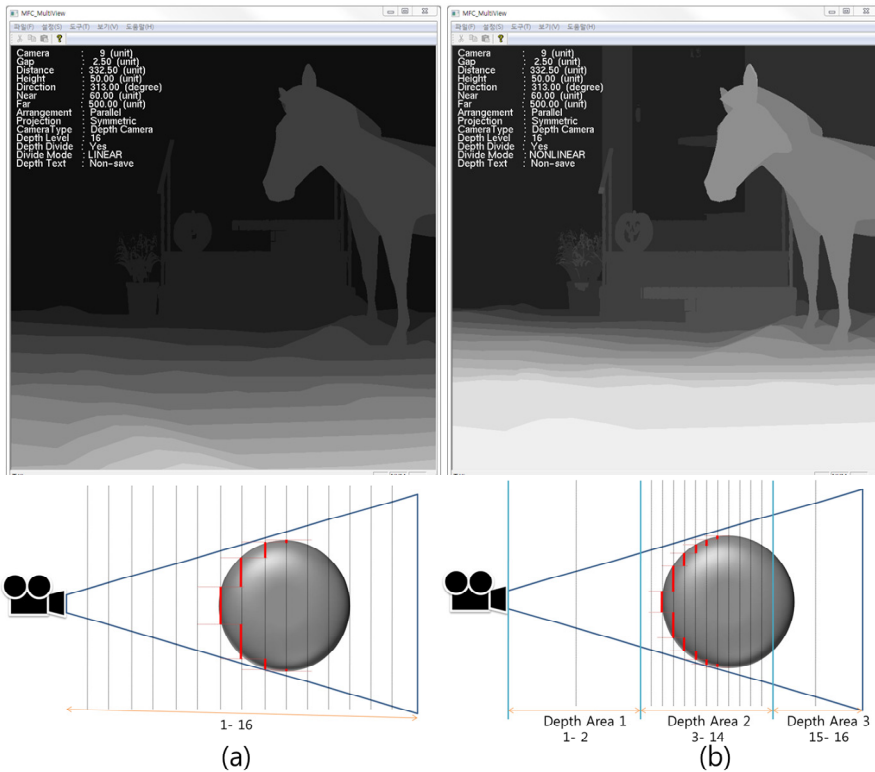 MFC_MultiView
파일(F) 설정(S) 도구(T) 보기(V) 도움말(H)
Camera : 9 (unit)
Gap : 2.50 (unit)
Distance : 332.50 (unit)
Height : 50.00 (unit)
Direction : 313.00 (degree)
Near : 60.00 (unit)
Far : 500.00 (unit)
Arrangement : Parallel
Projection : Symmetric
CameraType : Depth Camera
Depth Level : 16
Depth Divide : Yes
Divide Mode : LINEAR
Depth Text : Non-save
MFC_MultiView
파일(F) 설정(S) 도구(T) 보기(V) 도움말(H)
Camera : 9 (unit)
Gap : 2.50 (unit)
Distance : 332.50 (unit)
Height : 50.00 (unit)
Direction : 313.00 (degree)
Near : 60.00 (unit)
Far : 500.00 (unit)
Arrangement : Parallel
Projection : Symmetric
CameraType : Depth Camera
Depth Level : 16
Depth Divide : Yes
Divide Mode : NONLINEAR
Depth Text : Non-save
1- 16
(a)
Depth Area 1
1- 2
Depth Area 2
3- 14
Depth Area 3
15- 16
(b)